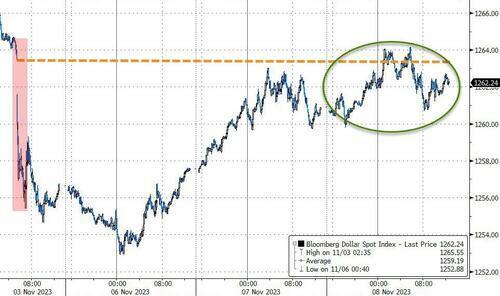 1266.00
1264.00
1262.24
1260.00
1258.00
1256.00
1254.00
1252.00
1250.00
Bloomberg Dollar Spot Index - Last Price 1262.24
High on 11/03 02:35 1265.55
Average 1259.19
Low on 11/06 00:40 1252.88
08:00 00:00 08:00 00:00 08:00 00:00 08:00
03 Nov 2023 06 Nov 2023 07 Nov 2023 08 Nov 2023